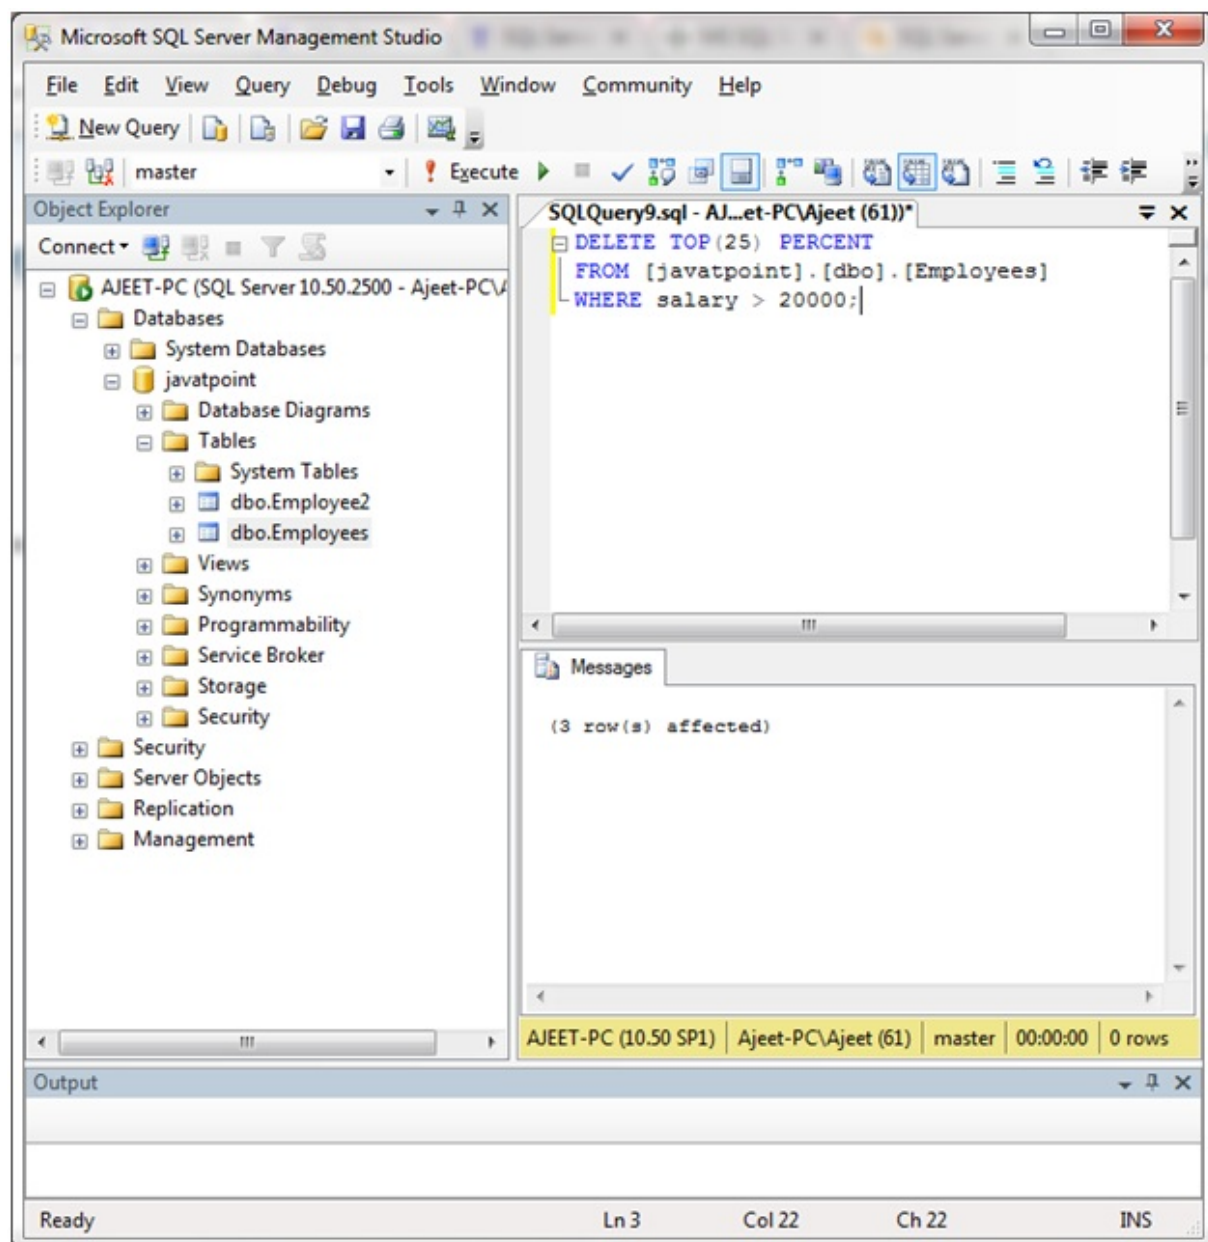 Microsoft SQL Server Management Studio
File Edit View Query Debug Tools Window Community Help
New Query
master Execute
Object Explorer
Connect
AJEET-PC (SQL Server 10.50.2500 - Ajeet-PC\A
Databases
System Databases
javatpoint
Database Diagrams
Tables
System Tables
dbo.Employee2
dbo.Employees
Views
Synonyms
Programmability
Service Broker
Storage
Security
Security
Server Objects
Replication
Management
SQLQuery9.sql - AJ...et-PC\Ajeet (61))*
DELETE TOP(25) PERCENT
FROM [javatpoint].[dbo].[Employees]
WHERE salary > 20000;
Messages
(3 row(s) affected)
AJEET-PC (10.50 SP1) Ajeet-PC\Ajeet (61) master 00:00:00 0 rows
Output
Ready Ln 3 Col 22 Ch 22 INS